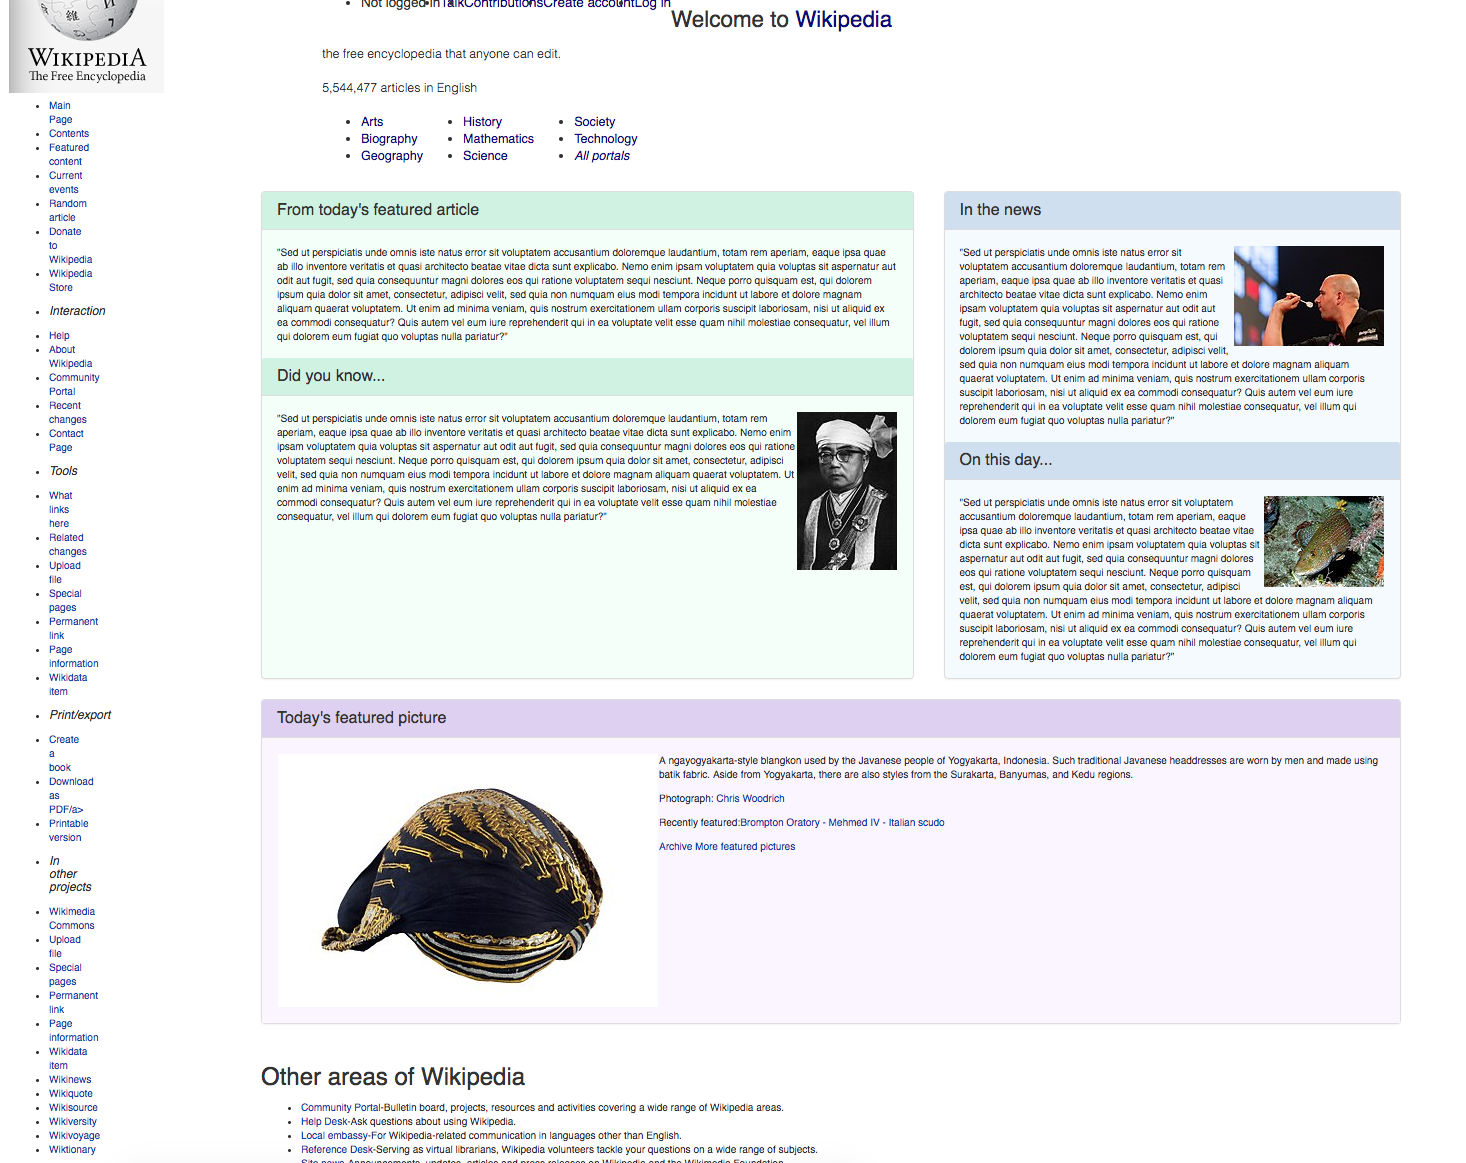 Not logged in
Talk
Contributions
Create account
Log in
WIKIPEDIA
The Free Encyclopedia
Welcome to Wikipedia
the free encyclopedia that anyone can edit.
5,544,477 articles in English
Arts
Biography
Geography
History
Mathematics
Science
Society
Technology
All portals
Main
Page
Contents
Featured
content
Current
events
Random
article
Donate
to
Wikipedia
Wikipedia
Store
Interaction
Help
About
Wikipedia
Community
Portal
Recent
changes
Contact
Page
Tools
What
links
here
Related
changes
Upload
file
Special
pages
Permanent
link
Page
information
Wikidata
item
Print/export
Create
a
book
Download
as
PDF/a>
Printable
version
In
other
projects
Wikimedia
Commons
Upload
file
Special
pages
Permanent
link
Page
information
Wikidata
item
Wikinews
Wikiquote
Wikisource
Wikiversity
Wikivoyage
Wiktionary
From today's featured article
"Sed ut perspiciatis unde omnis iste natus error sit voluptatem accusantium doloremque laudantium, totam rem aperiam, eaque ipsa quae
ab illo inventore veritatis et quasi architecto beatae vitae dicta sunt explicabo. Nemo enim ipsam voluptatem quia voluptas sit aspernatur aut
odit aut fugit, sed quia consequuntur magni dolores eos qui ratione voluptatem sequi nesciunt. Neque porro quisquam est, qui dolorem
ipsum quia dolor sit amet, consectetur, adipisci velit, sed quia non numquam eius modi tempora incidunt ut labore et dolore magnam
aliquam quaerat voluptatem. Ut enim ad minima veniam, quis nostrum exercitationem ullam corporis suscipit laboriosam, nisi ut aliquid ex
ea commodi consequatur? Quis autem vel eum iure reprehenderit qui in ea voluptate velit esse quam nihil molestiae consequatur, vel illum
qui dolorem eum fugiat quo voluptas nulla pariatur?"
Did you know...
"Sed ut perspiciatis unde omnis iste natus error sit voluptatem accusantium doloremque laudantium, totam rem
aperiam, eaque ipsa quae ab illo inventore veritatis et quasi architecto beatae vitae dicta sunt explicabo. Nemo enim
ipsam voluptatem quia voluptas sit aspernatur aut odit aut fugit, sed quia consequuntur magni dolores eos qui ratione
voluptatem sequi nesciunt. Neque porro quisquam est, qui dolorem ipsum quia dolor sit amet, consectetur, adipisci
velit, sed quia non numquam eius modi tempora incidunt ut labore et dolore magnam aliquam quaerat voluptatem. Ut
enim ad minima veniam, quis nostrum exercitationem ullam corporis suscipit laboriosam, nisi ut aliquid ex ea
commodi consequatur? Quis autem vel eum iure reprehenderit qui in ea voluptate velit esse quam nihil molestiae
consequatur, vel illum qui dolorem eum fugiat quo voluptas nulla pariatur?"
In the news
"Sed ut perspiciatis unde omnis iste natus error sit
voluptatem accusantium doloremque laudantium, totam rem
aperiam, eaque ipsa quae ab illo inventore veritatis et quasi
architecto beatae vitae dicta sunt explicabo. Nemo enim
ipsam voluptatem quia voluptas sit aspernatur aut odit aut
fugit, sed quia consequuntur magni dolores eos qui ratione
voluptatem sequi nesciunt. Neque porro quisquam est, qui
dolorem ipsum quia dolor sit amet, consectetur, adipisci velit,
sed quia non numquam eius modi tempora incidunt ut labore et dolore magnam aliquam
quaerat voluptatem. Ut enim ad minima veniam, quis nostrum exercitationem ullam corporis
suscipit laboriosam, nisi ut aliquid ex ea commodi consequatur? Quis autem vel eum iure
reprehenderit qui in ea voluptate velit esse quam nihil molestiae consequatur, vel illum qui
dolorem eum fugiat quo voluptas nulla pariatur?"
On this day...
"Sed ut perspiciatis unde omnis iste natus error sit voluptatem
accusantium doloremque laudantium, totam rem aperiam, eaque
ipsa quae ab illo inventore veritatis et quasi architecto beatae vitae
dicta sunt explicabo. Nemo enim ipsam voluptatem quia voluptas sit
aspernatur aut odit aut fugit, sed quia consequuntur magni dolores
eos qui ratione voluptatem sequi nesciunt. Neque porro quisquam
est, qui dolorem ipsum quia dolor sit amet, consectetur, adipisci
velit, sed quia non numquam eius modi tempora incidunt ut labore et dolore magnam aliquam
quaerat voluptatem. Ut enim ad minima veniam, quis nostrum exercitationem ullam corporis
suscipit laboriosam, nisi ut aliquid ex ea commodi consequatur? Quis autem vel eum iure
reprehenderit qui in ea voluptate velit esse quam nihil molestiae consequatur, vel illum qui
dolorem eum fugiat quo voluptas nulla pariatur?"
Today's featured picture
A ngayogyakarta-style blangkon used by the Javanese people of Yogyakarta, Indonesia. Such traditional Javanese headdresses are worn by men and made using
batik fabric. Aside from Yogyakarta, there are also styles from the Surakarta, Banyumas, and Kedu regions.
Photograph: Chris Woodrich
Recently featured:Brompton Oratory - Mehmed IV - Italian scudo
Archive More featured pictures
Other areas of Wikipedia
Community Portal-Bulletin board, projects, resources and activities covering a wide range of Wikipedia areas.
Help Desk-Ask questions about using Wikipedia.
Local embassy-For Wikipedia-related communication in languages other than English.
Reference Desk-Serving as virtual librarians, Wikipedia volunteers tackle your questions on a wide range of subjects.
Site news-Announcements, updates, articles and press releases on Wikipedia and the Wikimedia Foundation.